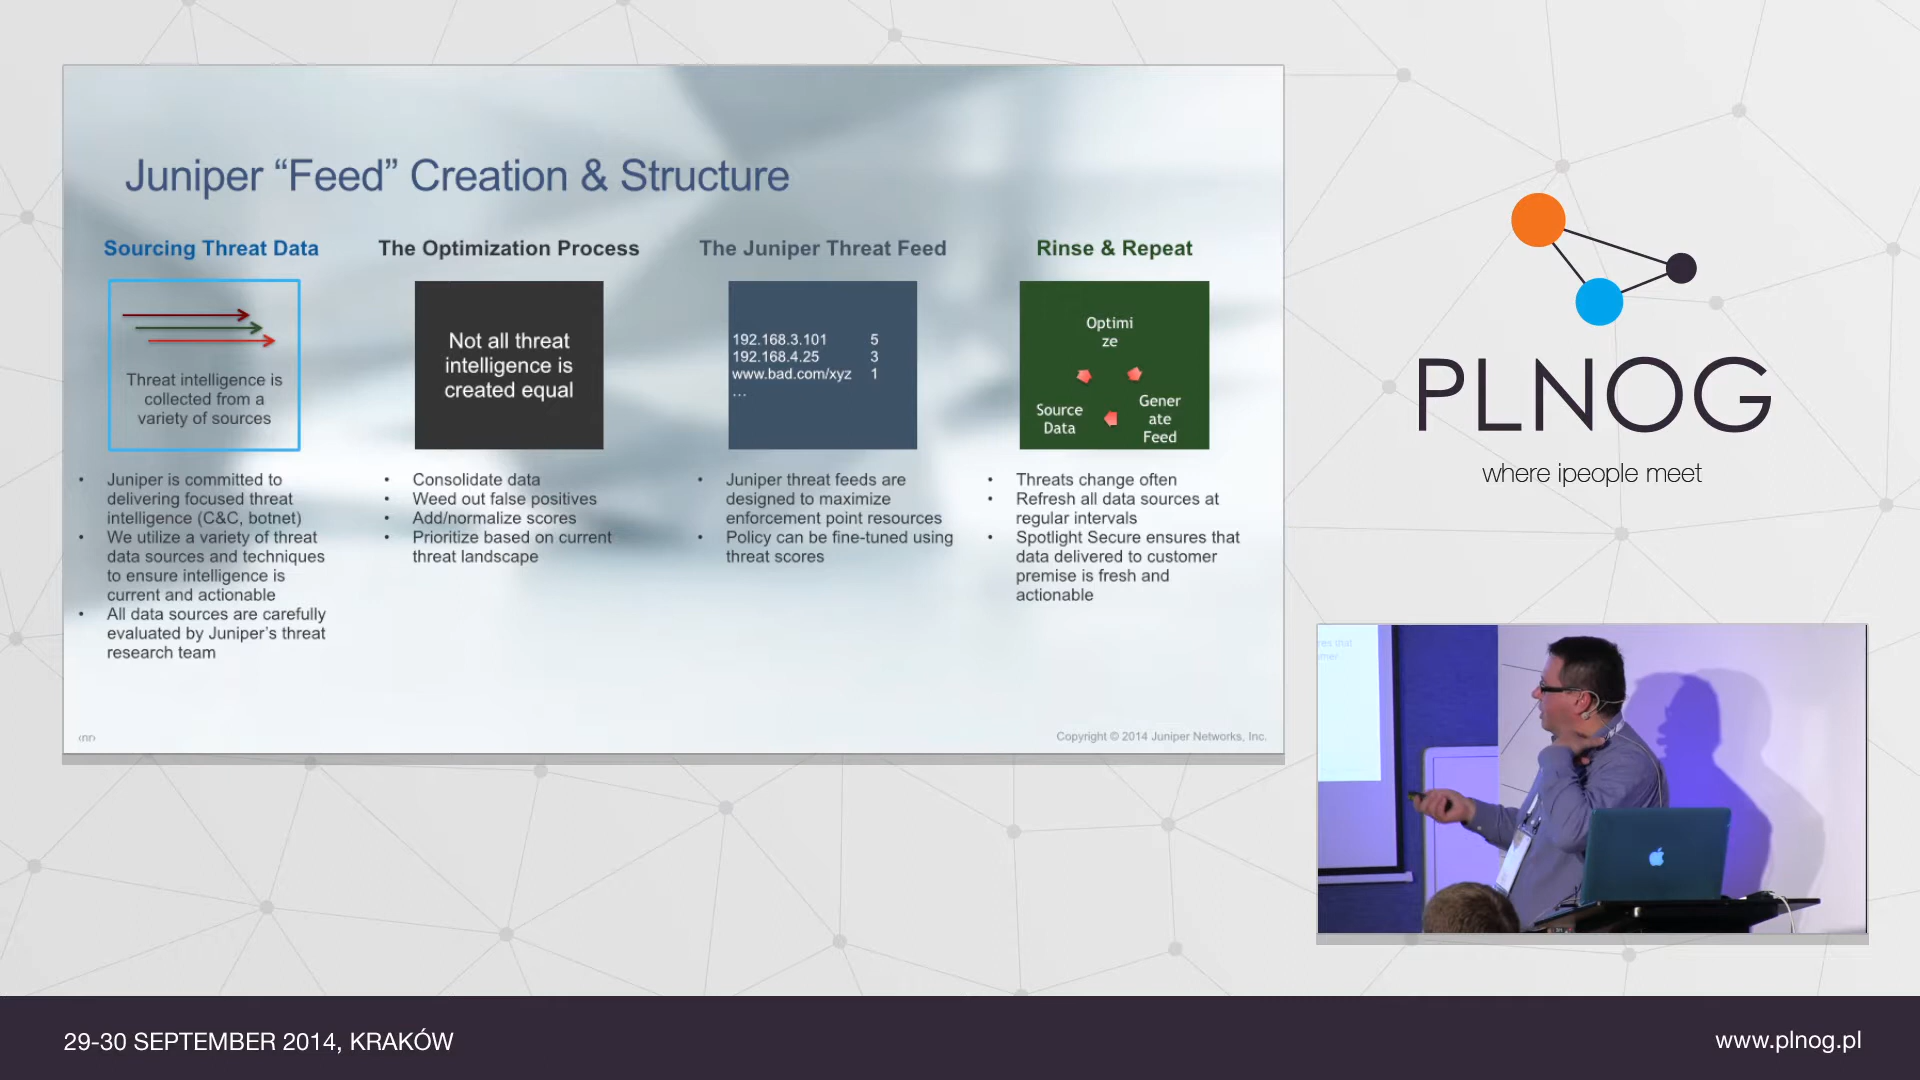 Juniper “Feed” Creation & Structure
Sourcing Threat Data
Threat intelligence is
collected from a
variety of sources
• Juniper is committed to
delivering focused threat
intelligence (C&C, botnet)
• We utilize a variety of threat
data sources and techniques
to ensure intelligence is
current and actionable
• All data sources are carefully
evaluated by Juniper’s threat
research team
The Optimization Process
Not all threat
intelligence is
created equal
• Consolidate data
• Weed out false positives
• Add/normalize scores
• Prioritize based on current
threat landscape
The Juniper Threat Feed
192.168.3.101 5
192.168.4.25 3
www.bad.com/xyz 1
...
• Juniper threat feeds are
designed to maximize
enforcement point resources
• Policy can be fine-tuned using
threat scores
Rinse & Repeat
Optimi
ze
Source
Data
Gener
ate
Feed
• Threats change often
• Refresh all data sources at
regular intervals
• Spotlight Secure ensures that
data delivered to customer
premise is fresh and
actionable
Copyright © 2014 Juniper Networks, Inc.
PLNOG
where ipeople meet
29-30 SEPTEMBER 2014, KRAKÓW
www.plnog.pl